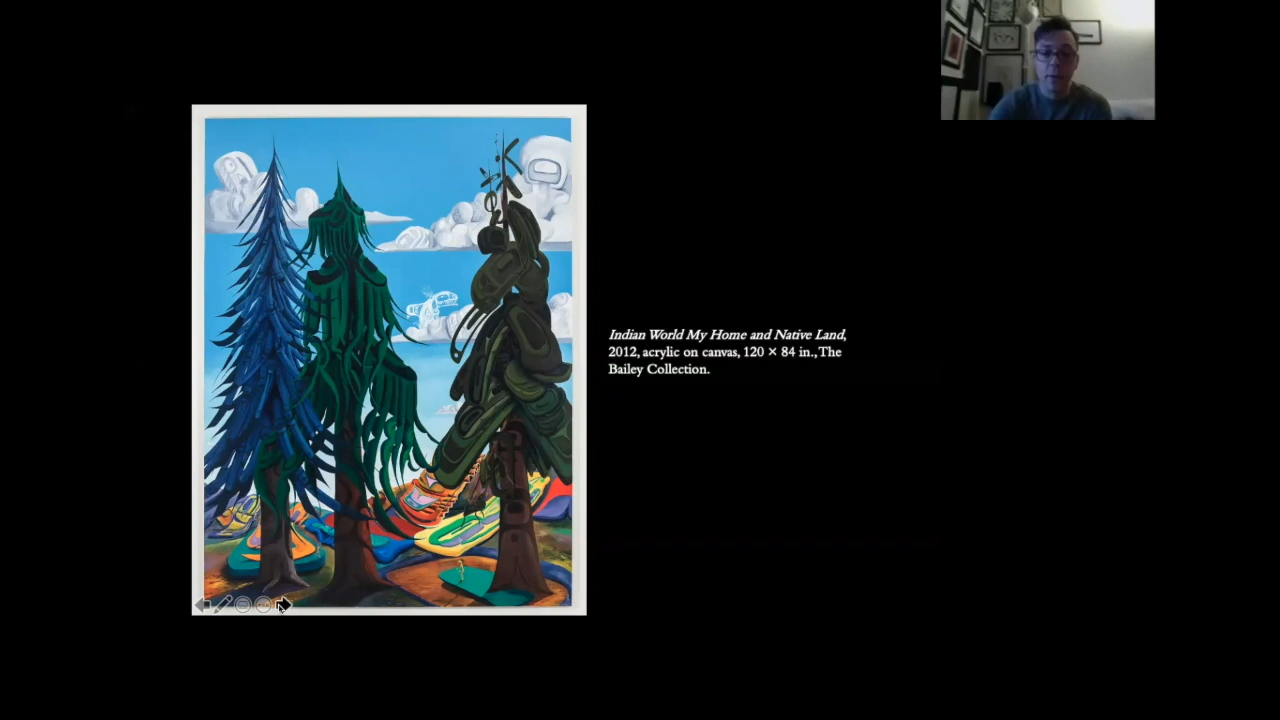 Indian World My Home and Native Land,
2012, acrylic on canvas, 120 × 84 in., The
Bailey Collection.